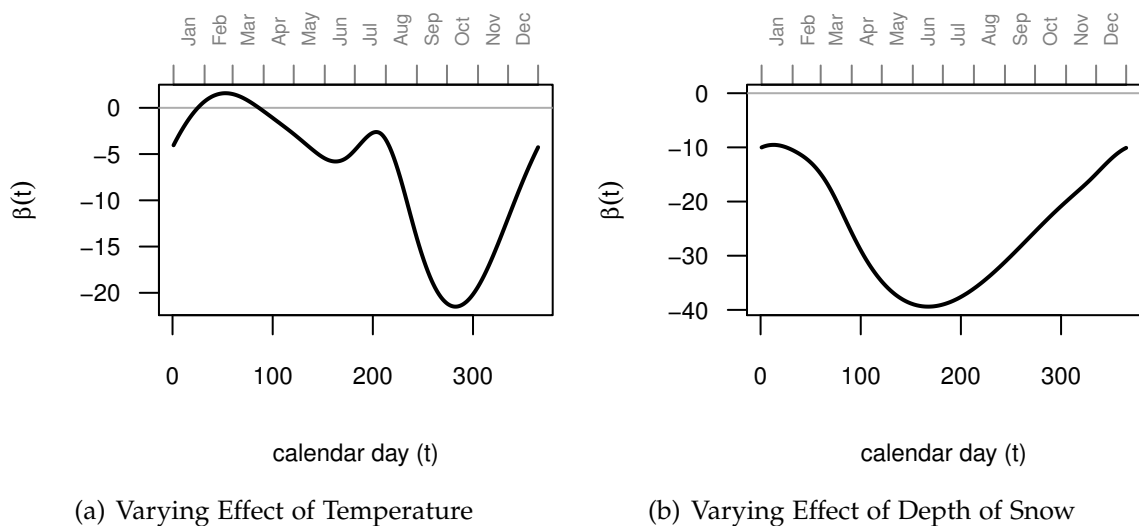 Jan Feb Mar Apr May Jun Jul Aug Sep Oct Nov Dec
0
−5
−10
−15
−20
β(t)
0 100 200 300
calendar day (t)
(a) Varying Effect of Temperature
Jan Feb Mar Apr May Jun Jul Aug Sep Oct Nov Dec
0
−10
−20
−30
−40
β(t)
0 100 200 300
calendar day (t)
(b) Varying Effect of Depth of Snow